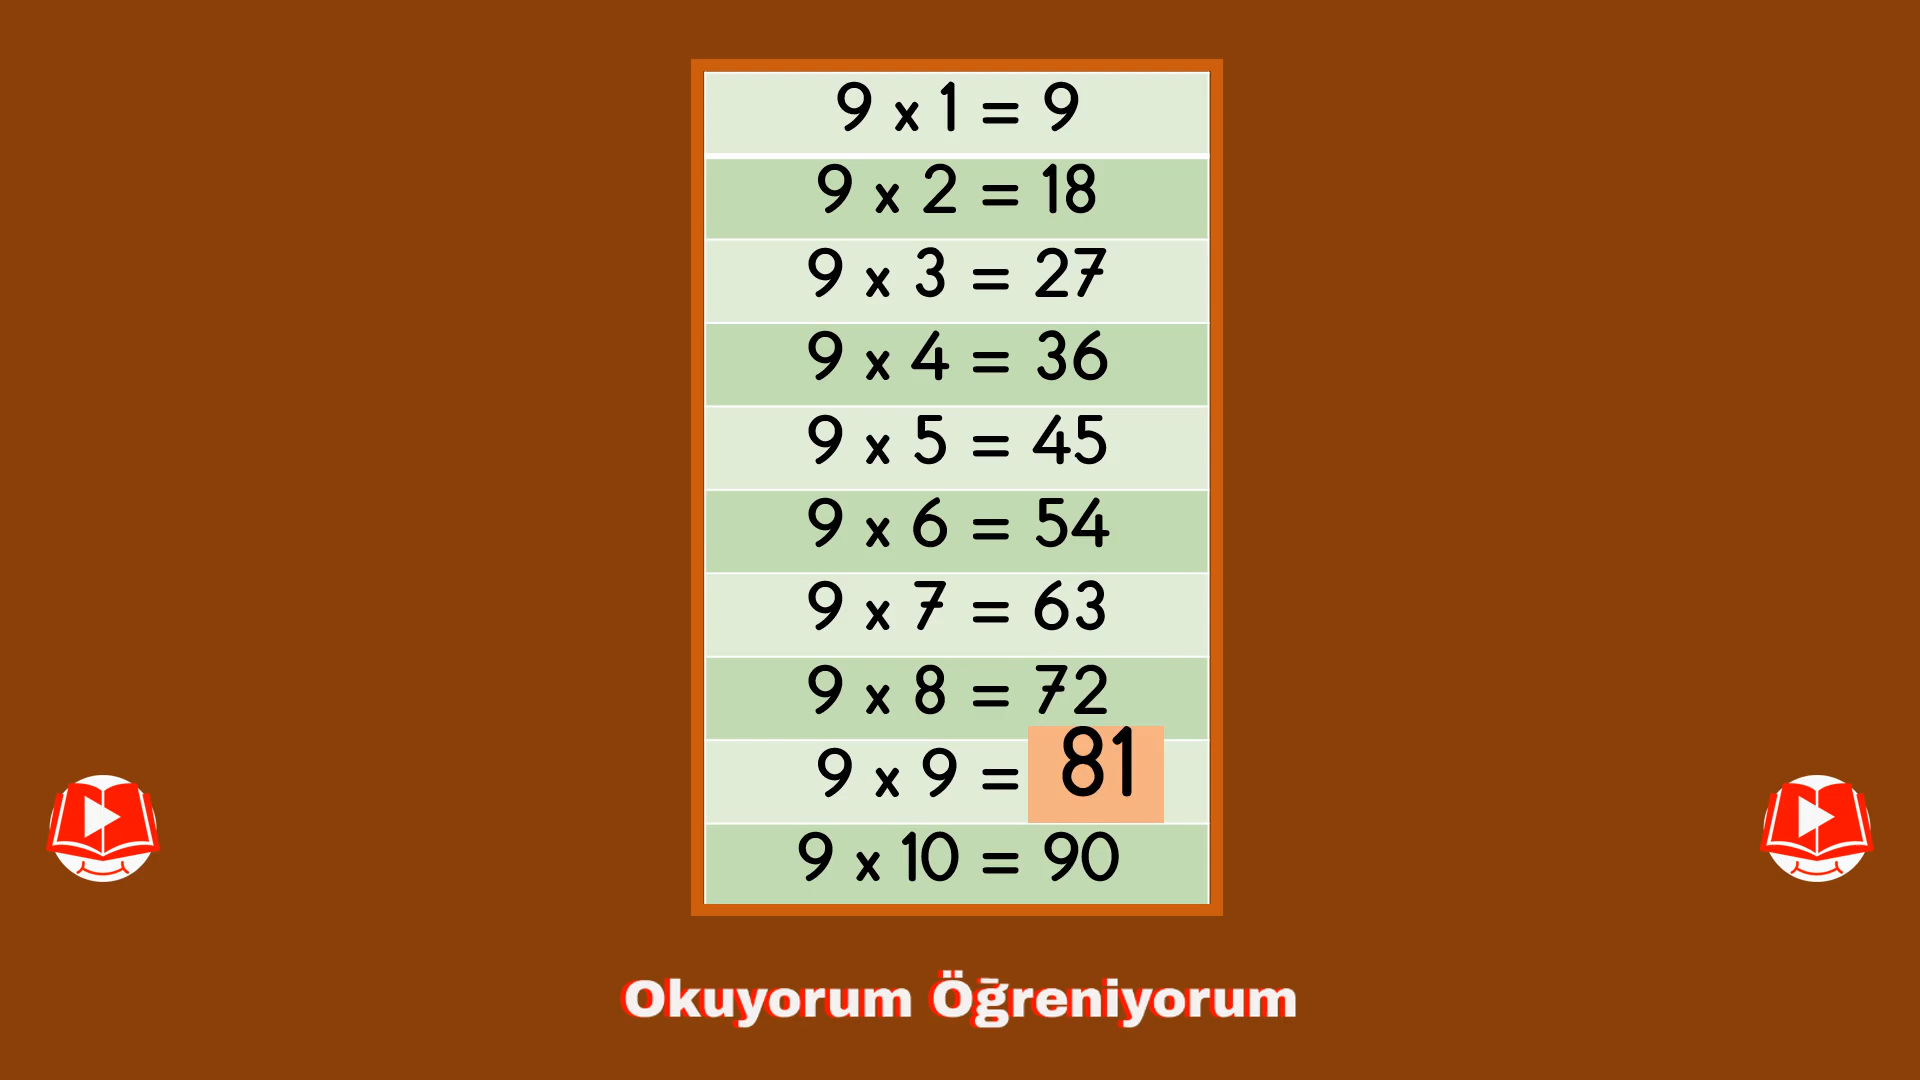 9 x 1 = 9
9 x 2 = 18
9 x 3 = 27
9 x 4 = 36
9 x 5 = 45
9 x 6 = 54
9 x 7 = 63
9 x 8 = 72
9 x 9 = 81
9 x 10 = 90
Okuyorum Öğreniyorum